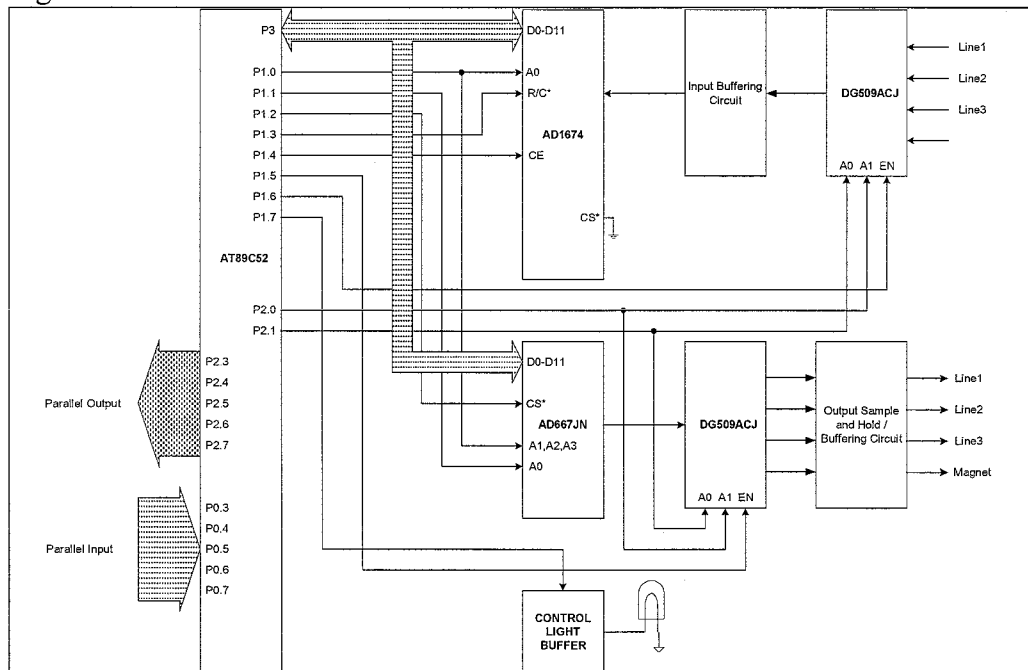 P3
P1.0
P1.1
P1.2
P1.3
P1.4
P1.5
P1.6
P1.7
AT89C52
P2.0
P2.1
P2.3
P2.4
P2.5
P2.6
P2.7
Parallel Output
P0.3
P0.4
P0.5
P0.6
P0.7
Parallel Input
D0-D11
A0
R/C*
AD1674
CE
CS*
Input Buffering
Circuit
DG509ACJ
A0 A1 EN
Line1
Line2
Line3
D0-D11
CS*
AD667JN
A1,A2,A3
A0
DG509ACJ
A0 A1 EN
Output Sample
and Hold /
Buffering Circuit
Line1
Line2
Line3
Magnet
CONTROL
LIGHT
BUFFER